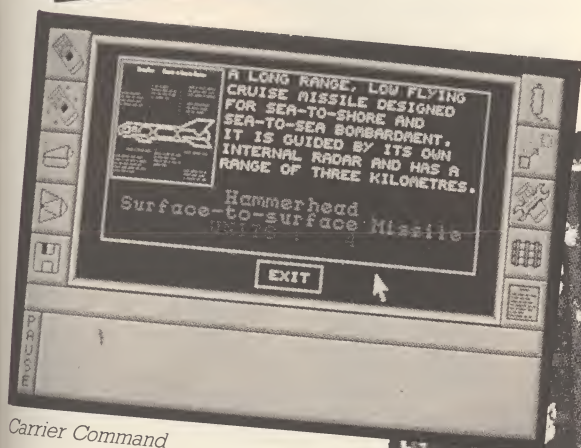 A LONG RANGE, LOW FLYING
CRUISE MISSILE DESIGNED
FOR SEA-TO-SHORE AND
SEA-TO-SEA BOMBARDMENT.
IT IS GUIDED BY ITS OWN
INTERNAL RADAR AND HAS A
RANGE OF THREE KILOMETRES.
Hammerhead
Surface-to-surface Missile
UNITS
EXIT
PAUSE
Carrier Command